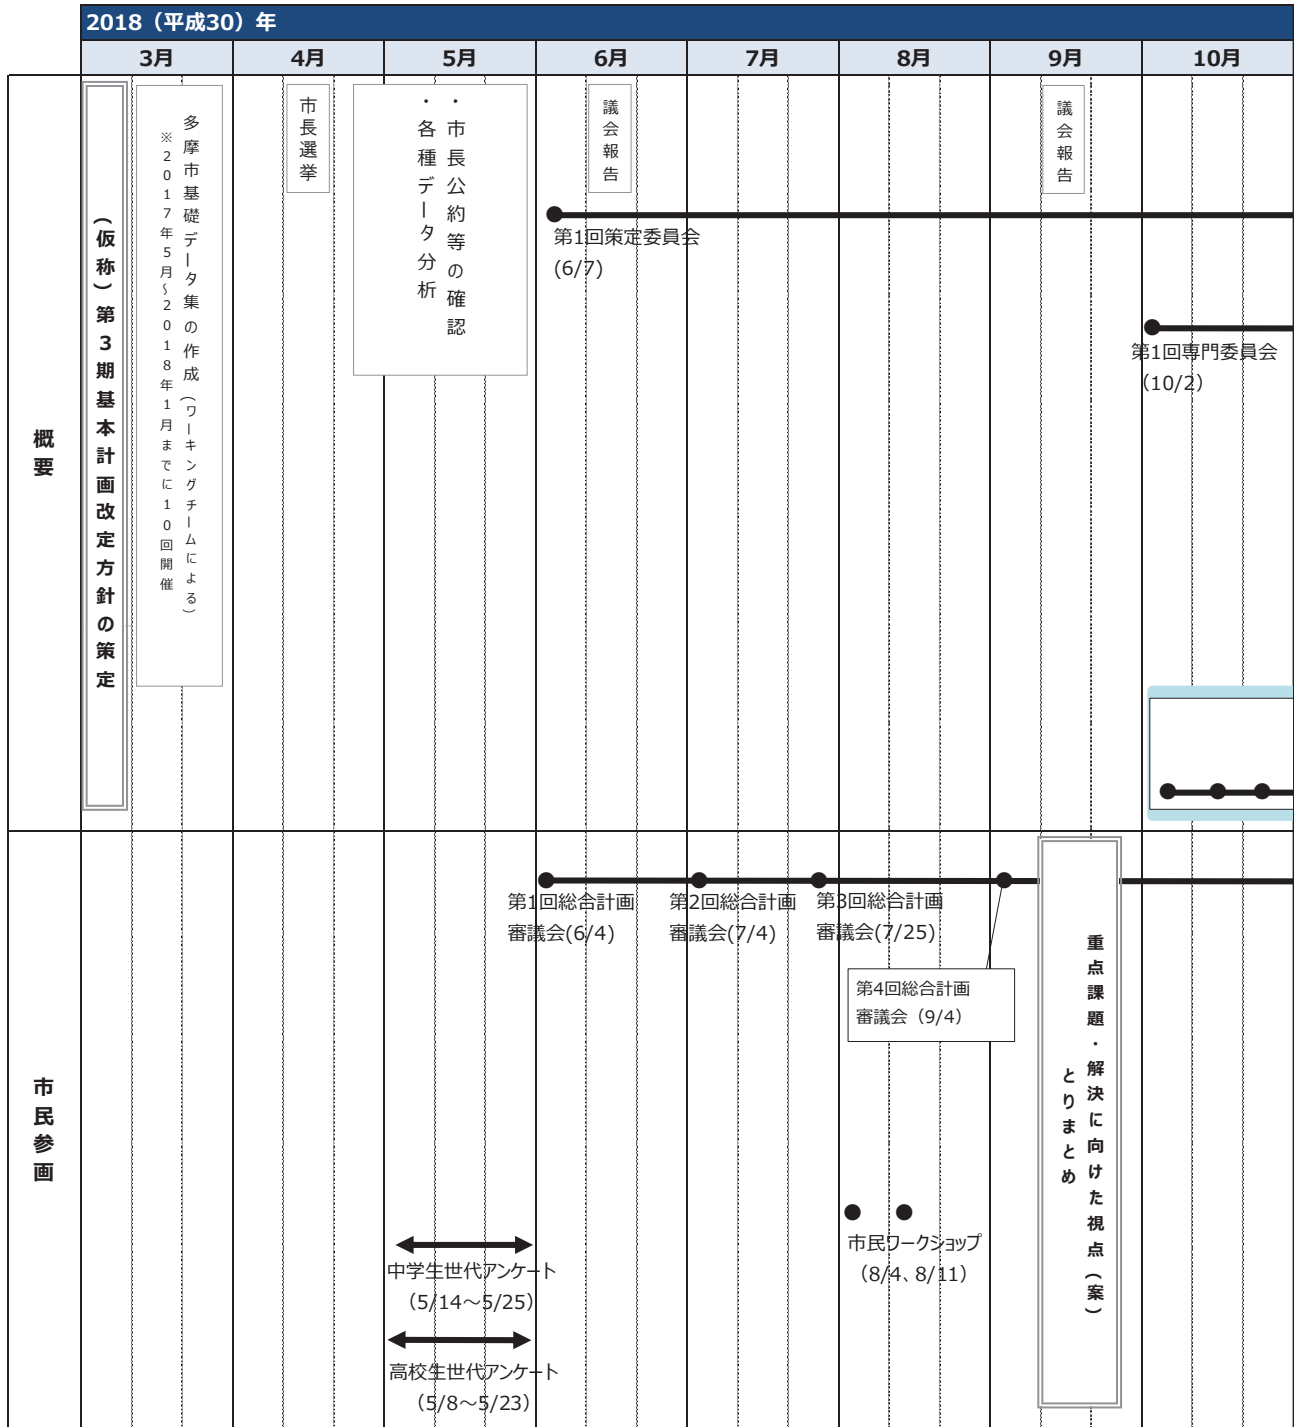 2018（平成30）年
3月
4月
5月
6月
7月
8月
9月
10月
概要
（仮称）第3期基本計画改定方針の策定
多摩市基礎データ集の作成（ワーキングチームによる）
※2017年5月～2018年1月までに10回開催
市長選挙
・市長公約等の確認
・各種データ分析
議会報告
議会報告
第1回策定委員会
(6/7)
第1回専門委員会
（10/2）
市民参画
第1回総合計画
審議会(6/4)
第2回総合計画
審議会(7/4)
第3回総合計画
審議会(7/25)
第4回総合計画
審議会（9/4）
重点課題・解決に向けた視点（案）
とりまとめ
市民ワークショップ
（8/4、8/11）
中学生世代アンケート
（5/14～5/25）
高校生世代アンケート
（5/8～5/23）